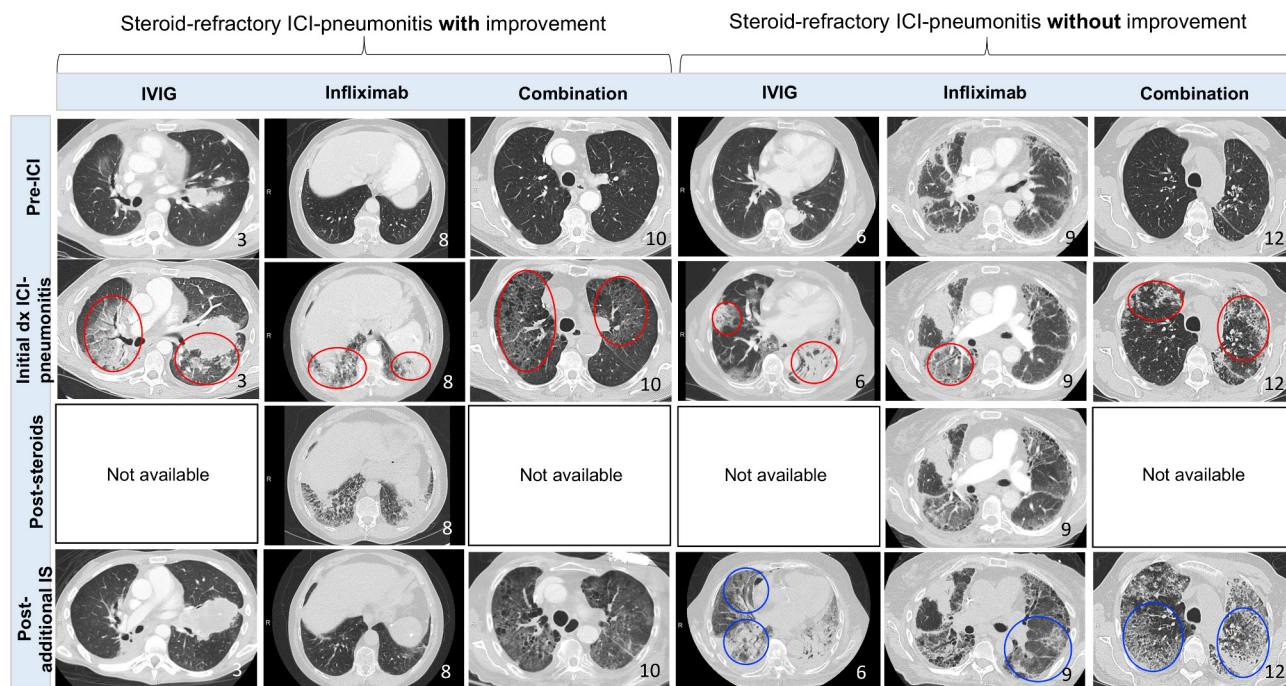 Steroid-refractory ICI-pneumonitis with improvement
Steroid-refractory ICI-pneumonitis without improvement
IVIG
Infliximab
Combination
IVIG
Infliximab
Combination
Pre-ICI
3
R
8
10
R
6
9
12
Initial dx ICI-
pneumonitis
3
R
8
10
R
6
9
12
Post-steroids
Not available
R
8
Not available
Not available
9
Not available
Post-
additional IS
3
R
8
10
R
6
9
12